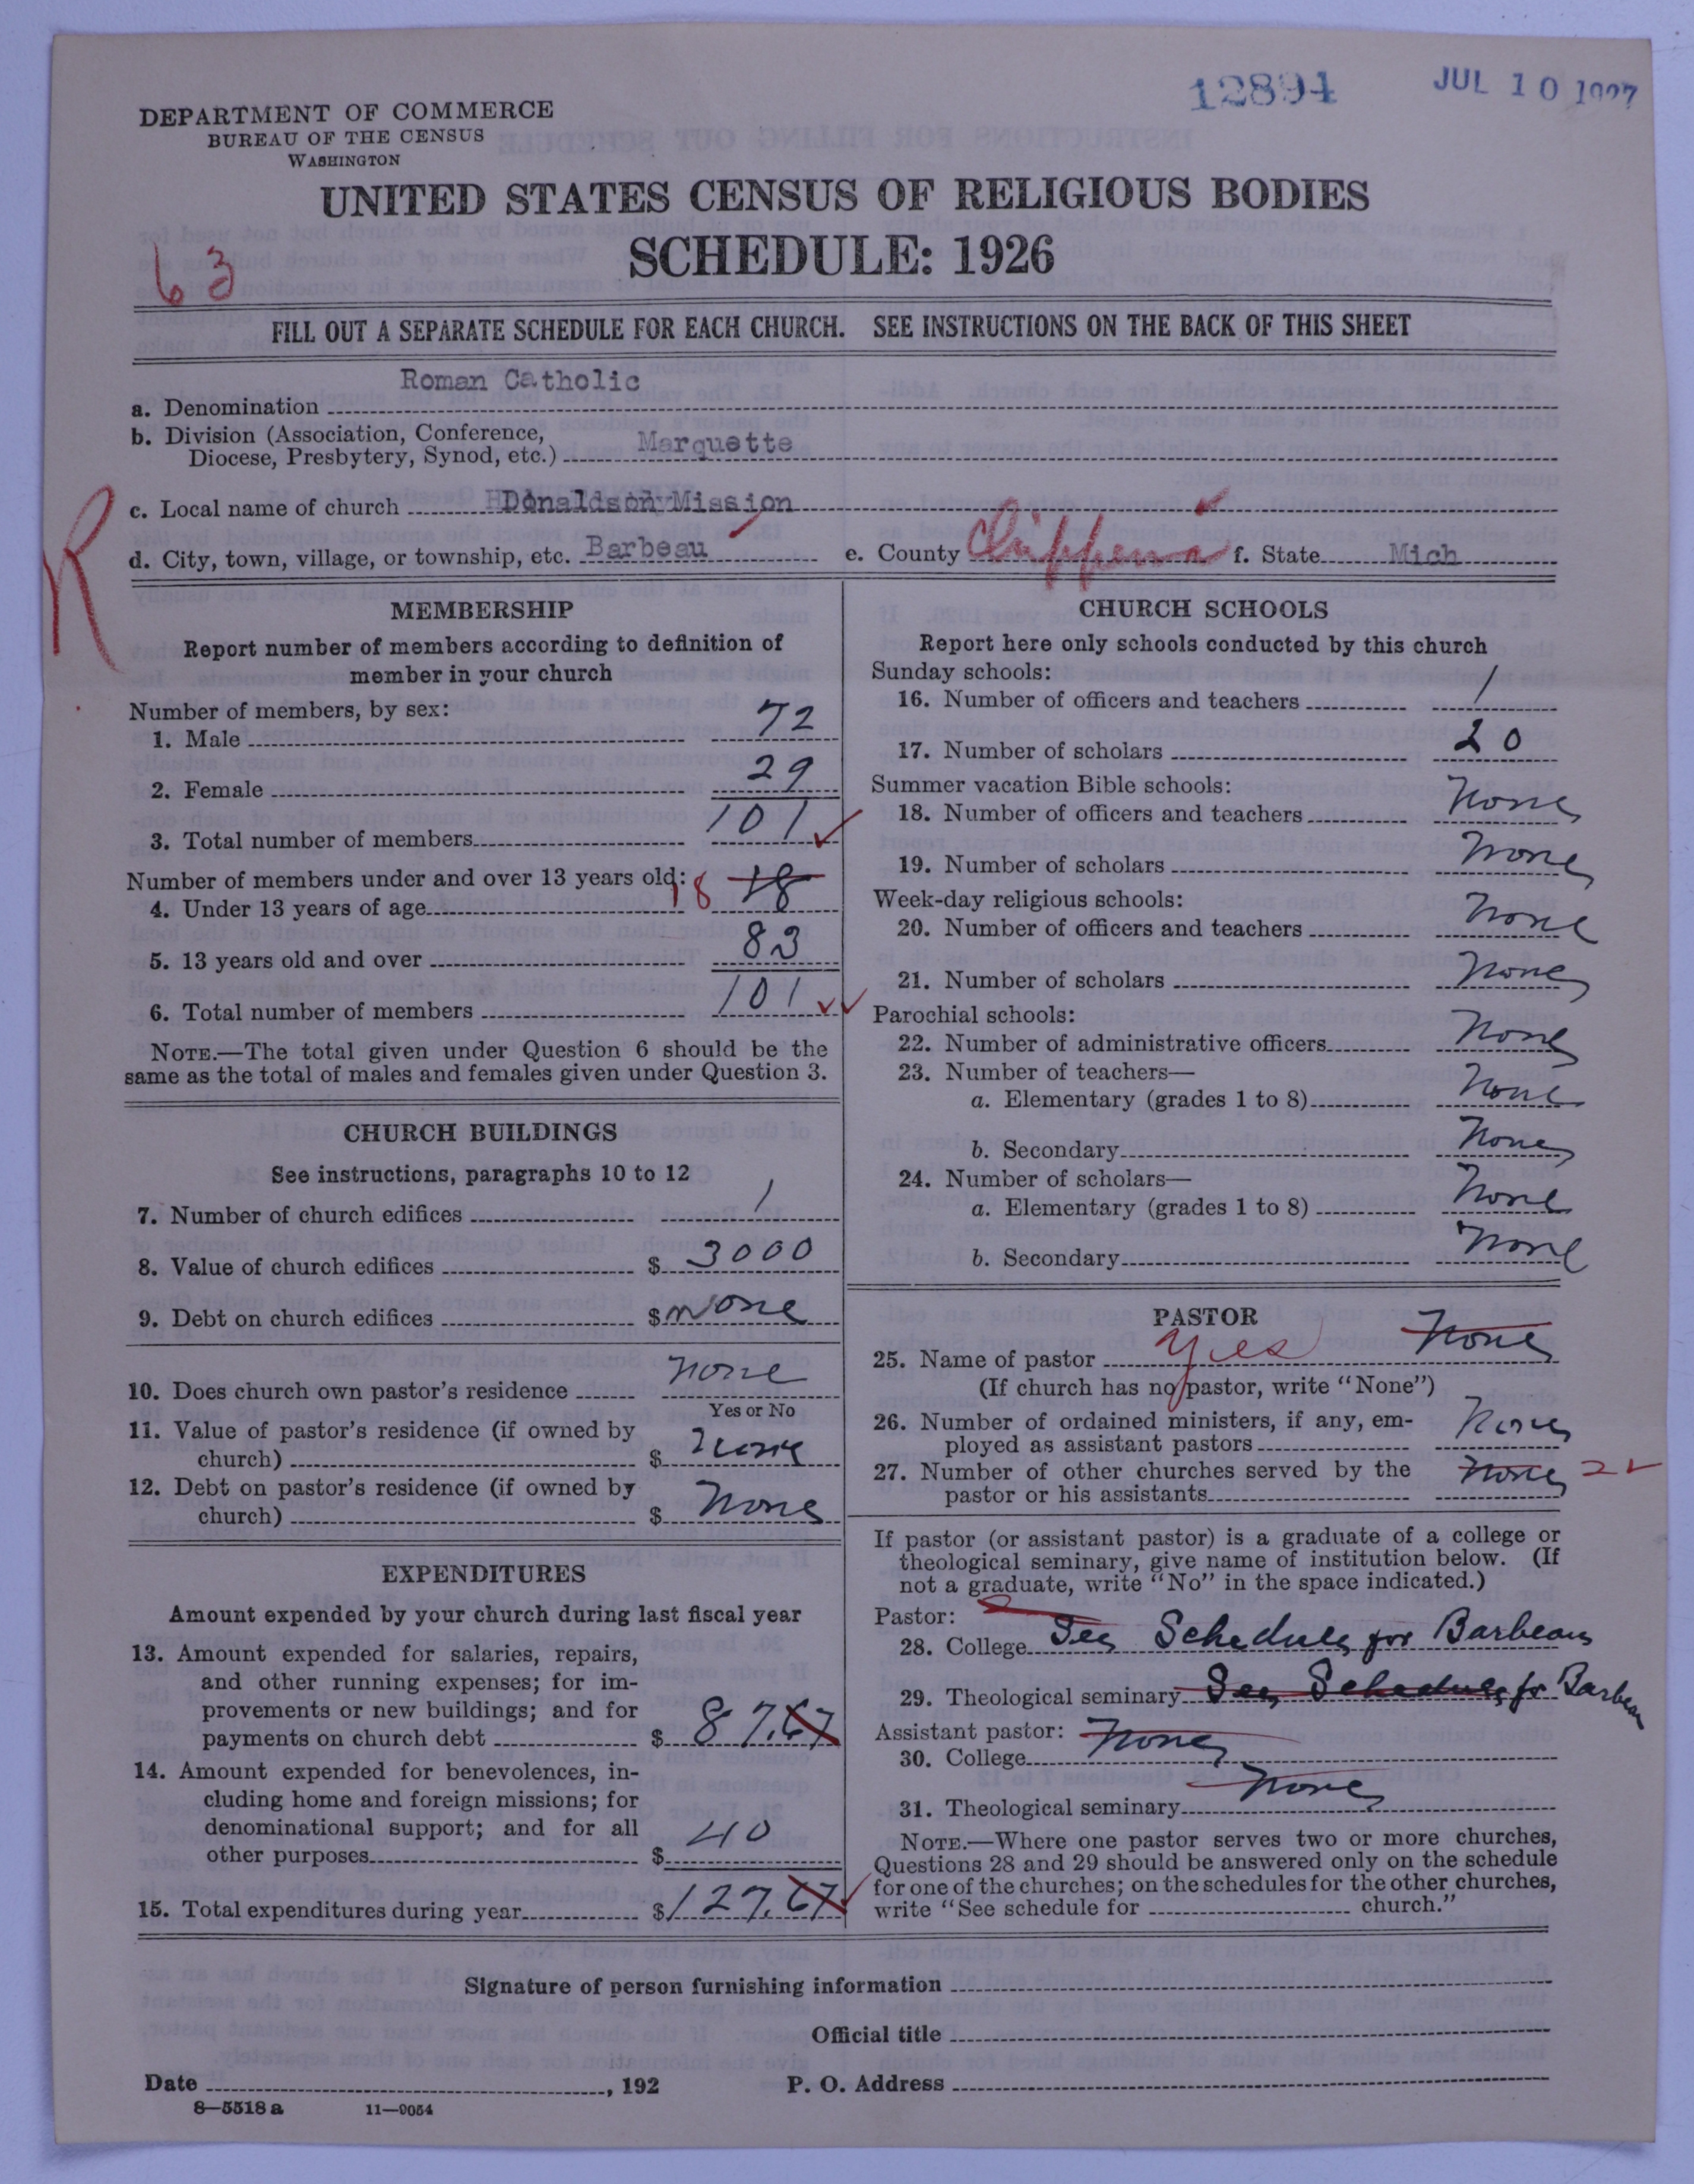 12894
JUL 10 1927
DEPARTMENT OF COMMERCE
BUREAU OF THE CENSUS
WASHINGTON
UNITED STATES CENSUS OF RELIGIOUS BODIES
SCHEDULE: 1926
63
FILL OUT A SEPARATE SCHEDULE FOR EACH CHURCH. SEE INSTRUCTIONS ON THE BACK OF THIS SHEET
a. Denomination Roman Catholic
b. Division (Association, Conference,
Diocese, Presbytery, Synod, etc.) Marquette
R
c. Local name of church Donaldson Mission
d. City, town, village, or township, etc. Barbeau e. County Chippewa f. State Mich
MEMBERSHIP
Report number of members according to definition of
member in your church
Number of members, by sex:
1. Male 72
2. Female 29
3. Total number of members 101
Number of members under and over 13 years old:
4. Under 13 years of age 18 18
5. 13 years old and over 83
6. Total number of members 101
NOTE.—The total given under Question 6 should be the
same as the total of males and females given under Question 3.
CHURCH BUILDINGS
See instructions, paragraphs 10 to 12
7. Number of church edifices 1
8. Value of church edifices $ 3000
9. Debt on church edifices $ None
10. Does church own pastor's residence None
Yes or No
11. Value of pastor's residence (if owned by
church) $ None
12. Debt on pastor's residence (if owned by
church) $ None
EXPENDITURES
Amount expended by your church during last fiscal year
13. Amount expended for salaries, repairs,
and other running expenses; for im-
provements or new buildings; and for
payments on church debt $ 87.67
14. Amount expended for benevolences, in-
cluding home and foreign missions; for
denominational support; and for all
other purposes $ 40
15. Total expenditures during year $ 127.67
CHURCH SCHOOLS
Report here only schools conducted by this church
Sunday schools:
16. Number of officers and teachers 1
17. Number of scholars 20
Summer vacation Bible schools:
18. Number of officers and teachers None
19. Number of scholars None
Week-day religious schools:
20. Number of officers and teachers None
21. Number of scholars None
Parochial schools:
22. Number of administrative officers None
23. Number of teachers—
a. Elementary (grades 1 to 8) None
b. Secondary None
24. Number of scholars—
a. Elementary (grades 1 to 8) None
b. Secondary None
PASTOR
25. Name of pastor Yes None
(If church has no pastor, write "None")
26. Number of ordained ministers, if any, em-
ployed as assistant pastors None
27. Number of other churches served by the
pastor or his assistants None 2
If pastor (or assistant pastor) is a graduate of a college or
theological seminary, give name of institution below. (If
not a graduate, write "No" in the space indicated.)
Pastor:
28. College See Schedule for Barbeau
29. Theological seminary See Schedule for Barbeau
Assistant pastor:
30. College None
31. Theological seminary None
NOTE.—Where one pastor serves two or more churches,
Questions 28 and 29 should be answered only on the schedule
for one of the churches; on the schedules for the other churches,
write "See schedule for church."
Signature of person furnishing information
Official title
Date , 192 P. O. Address
8—5518 a 11—9054